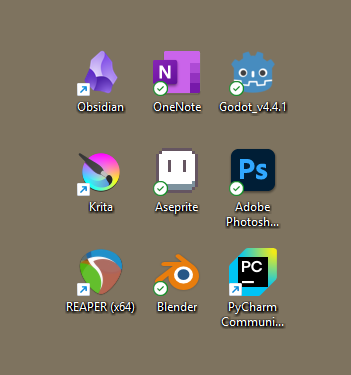 Obsidian
N
OneNote
Godot_v4.4.1
Krita
Aseprite
Ps
Adobe
Photosh...
REAPER (x64)
Blender
PC
PyCharm
Communi...